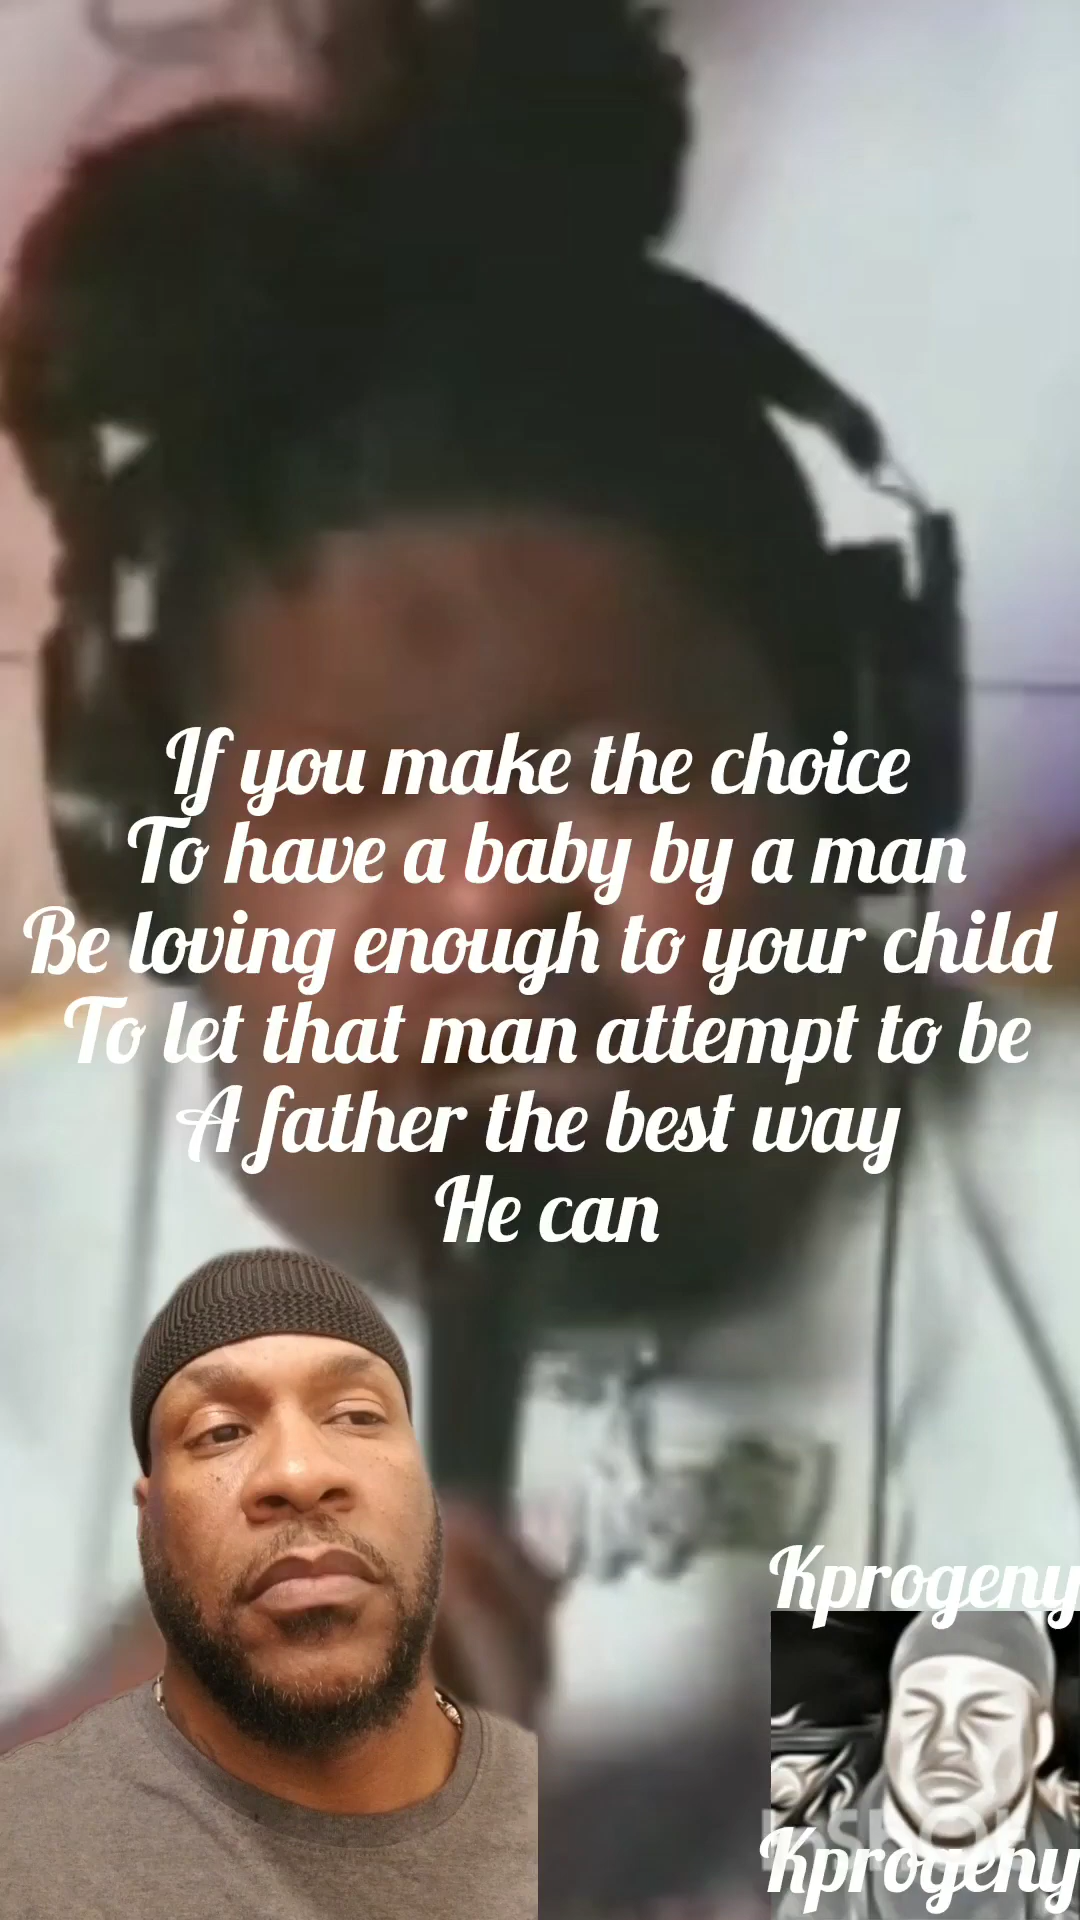 If you make the choice
To have a baby by a man
Be loving enough to your child
To let that man attempt to be
A father the best way
He can
Kprogeny
Kprogeny